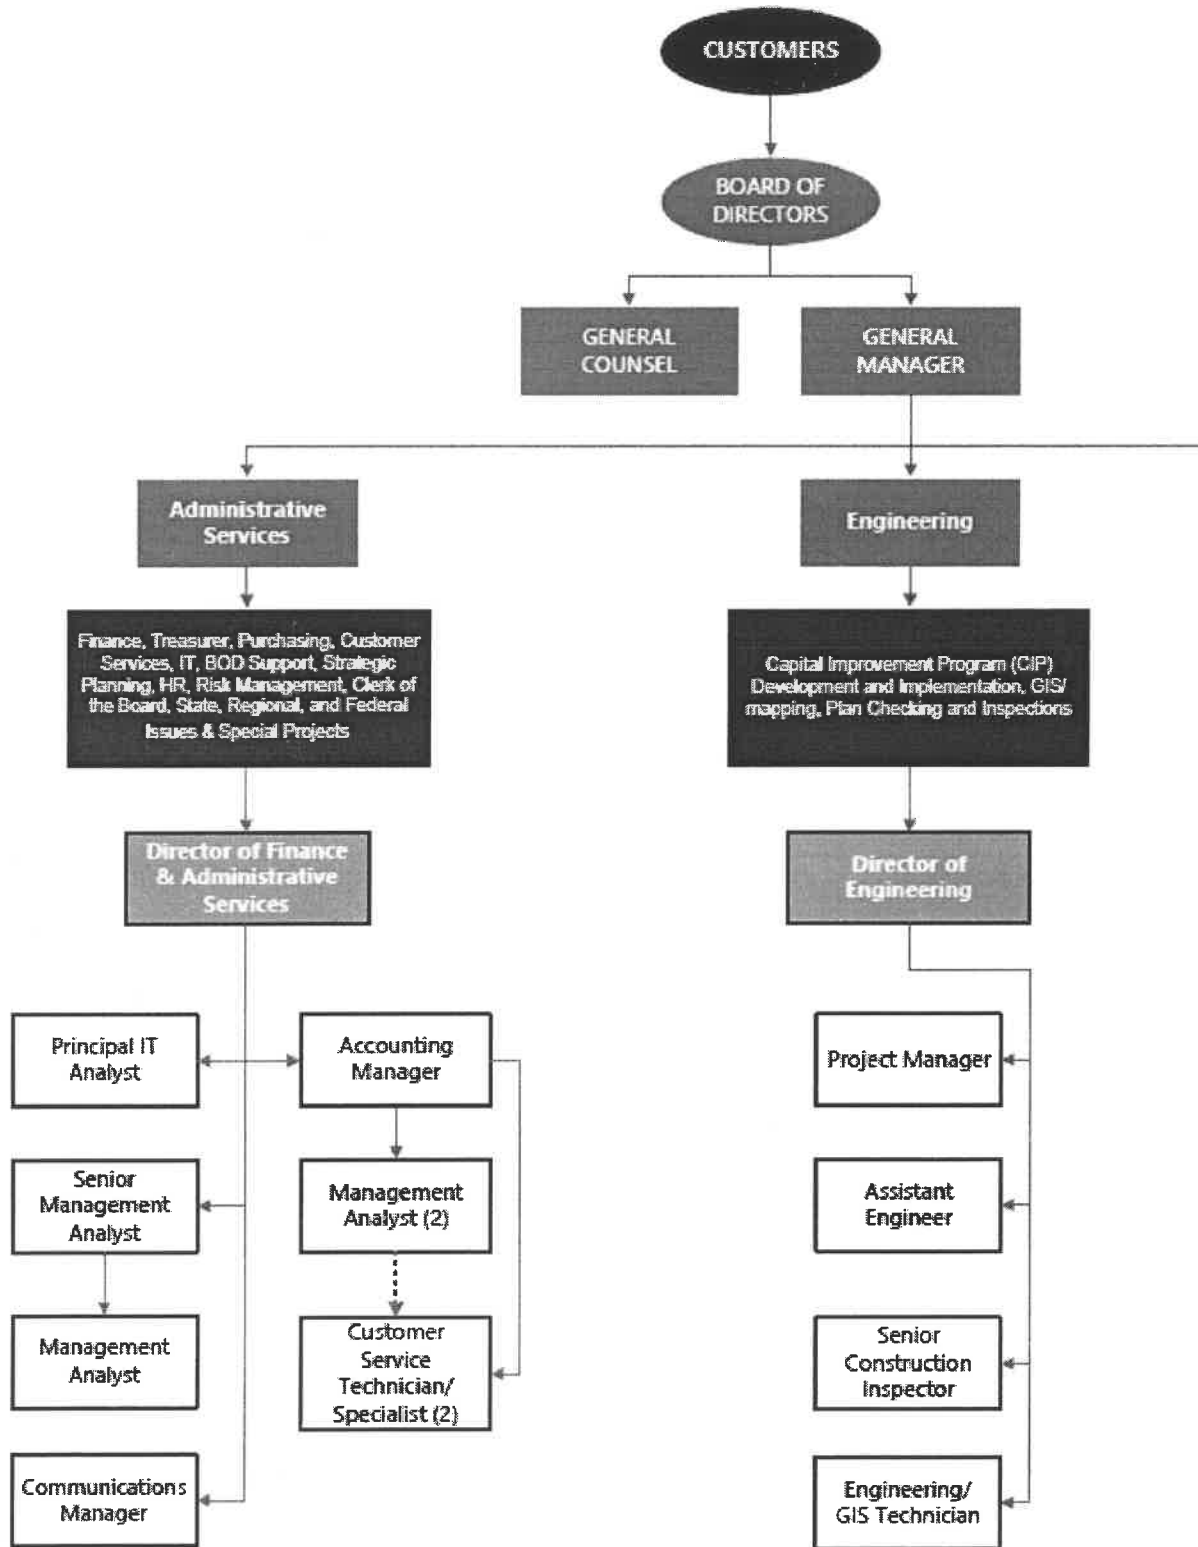 CUSTOMERS
BOARD OF
DIRECTORS
GENERAL
COUNSEL
GENERAL
MANAGER
Administrative
Services
Engineering
Finance, Treasurer, Purchasing, Customer
Services, IT, BOD Support, Strategic
Planning, HR, Risk Management, Clerk of
the Board, State, Regional, and Federal
Issues & Special Projects
Capital Improvement Program (CIP)
Development and Implementation, GIS/
mapping, Plan Checking and Inspections
Director of Finance
& Administrative
Services
Director of
Engineering
Principal IT
Analyst
Accounting
Manager
Project Manager
Senior
Management
Analyst
Management
Analyst (2)
Assistant
Engineer
Management
Analyst
Customer
Service
Technician/
Specialist (2)
Senior
Construction
Inspector
Communications
Manager
Engineering/
GIS Technician